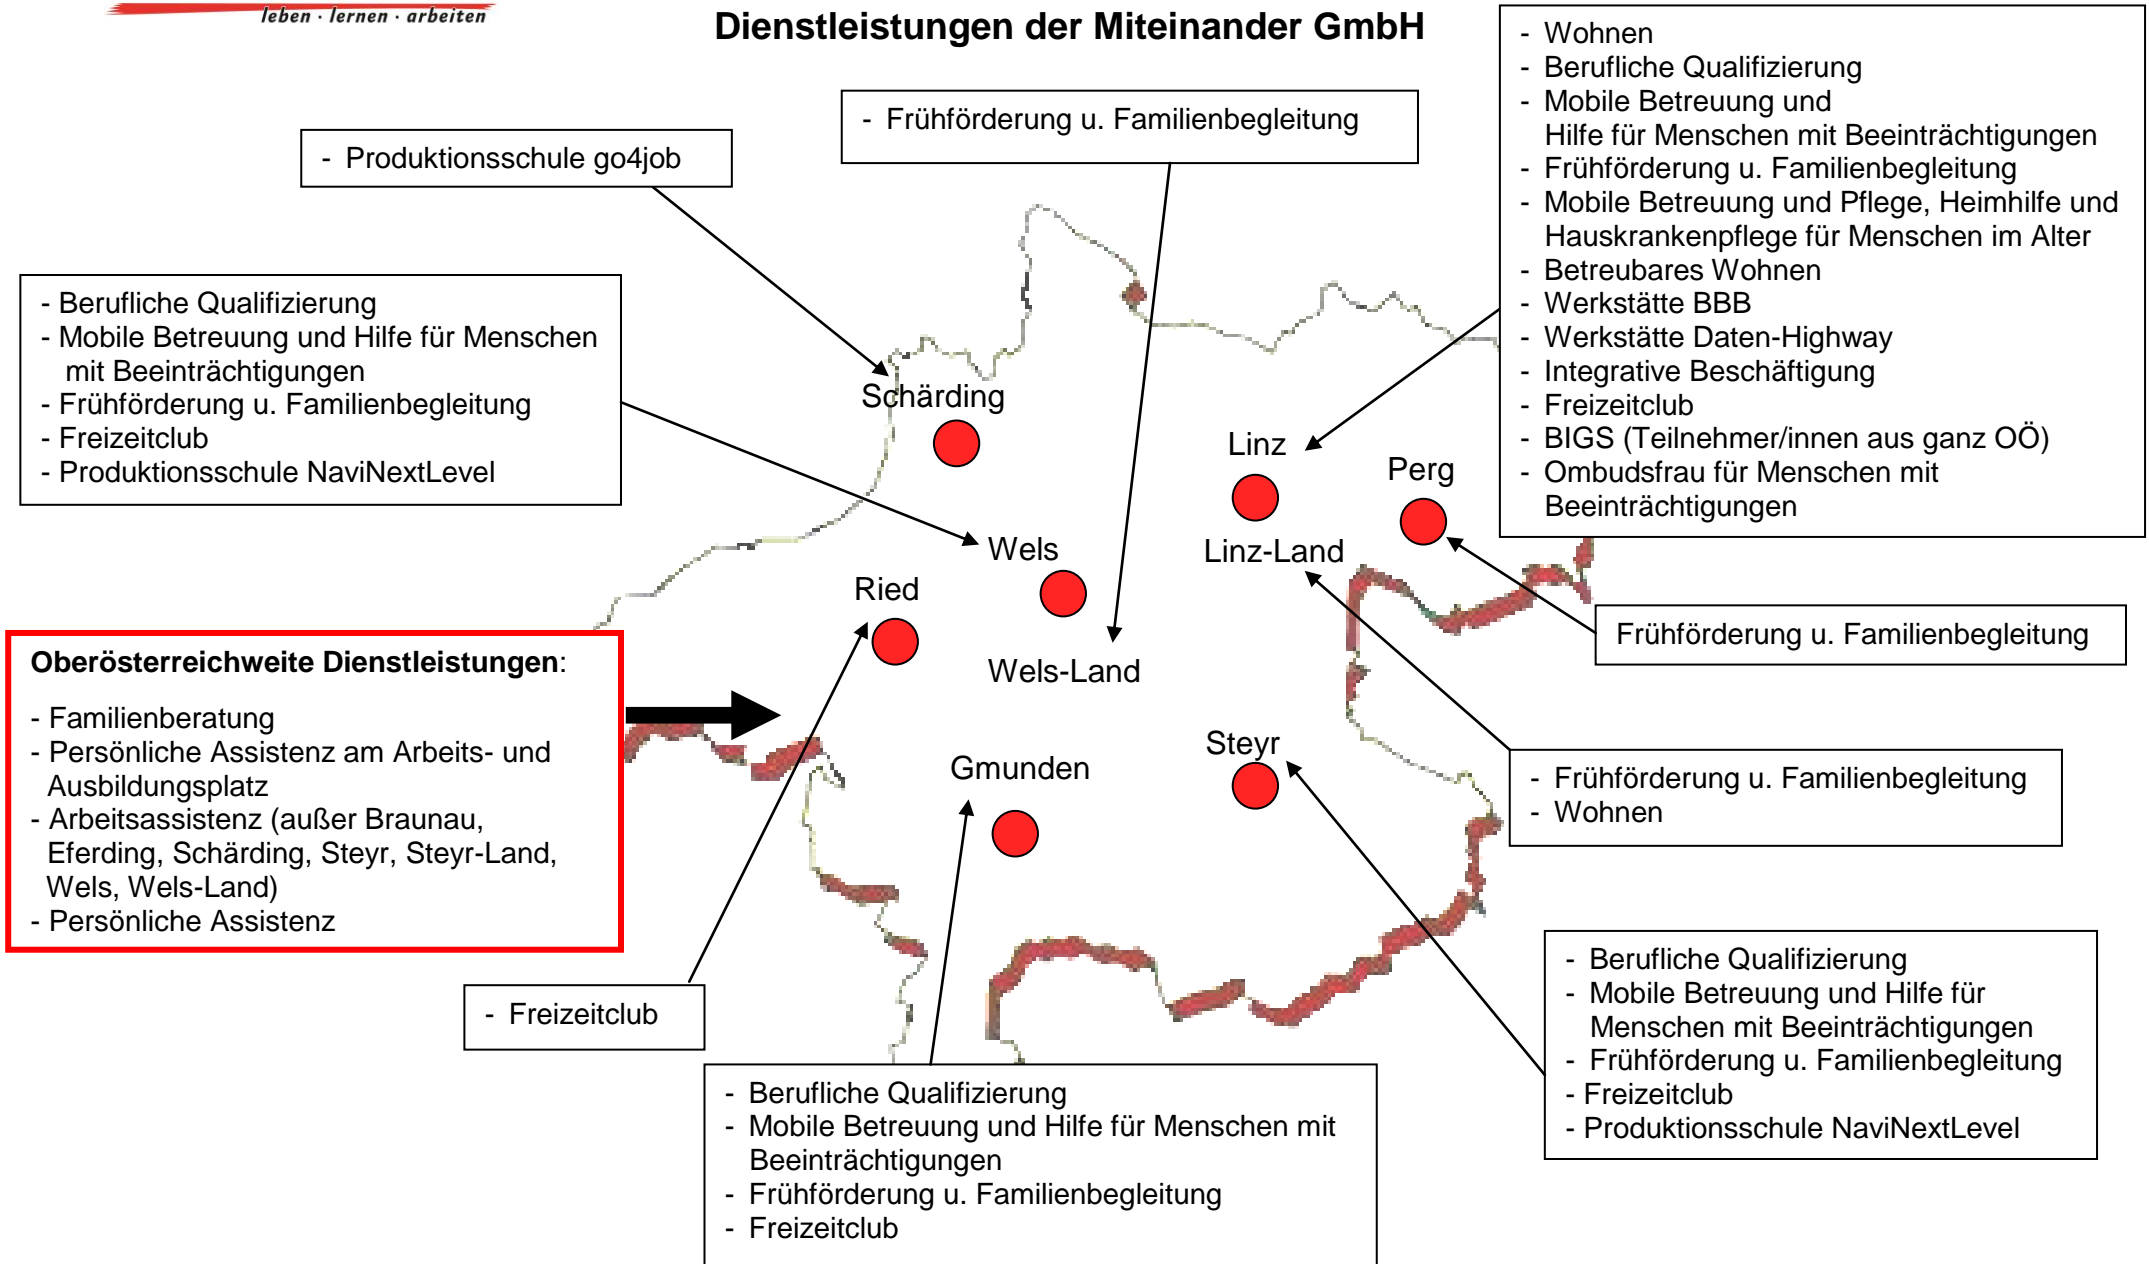 leben · lernen · arbeiten
Dienstleistungen der Miteinander GmbH
- Wohnen
- Berufliche Qualifizierung
- Mobile Betreuung und
Hilfe für Menschen mit Beeinträchtigungen
- Frühförderung u. Familienbegleitung
- Mobile Betreuung und Pflege, Heimhilfe und
Hauskrankenpflege für Menschen im Alter
- Betreubares Wohnen
- Werkstätte BBB
- Werkstätte Daten-Highway
- Integrative Beschäftigung
- Freizeitclub
- BIGS (Teilnehmer/innen aus ganz OÖ)
- Ombudsfrau für Menschen mit
Beeinträchtigungen
- Frühförderung u. Familienbegleitung
- Produktionsschule go4job
- Berufliche Qualifizierung
- Mobile Betreuung und Hilfe für Menschen
mit Beeinträchtigungen
- Frühförderung u. Familienbegleitung
- Freizeitclub
- Produktionsschule NaviNextLevel
Schärding
Linz
Perg
Wels
Linz-Land
Ried
Wels-Land
Frühförderung u. Familienbegleitung
Oberösterreichweite Dienstleistungen:
- Familienberatung
- Persönliche Assistenz am Arbeits- und
Ausbildungsplatz
- Arbeitsassistenz (außer Braunau,
Eferding, Schärding, Steyr, Steyr-Land,
Wels, Wels-Land)
- Persönliche Assistenz
Steyr
Gmunden
- Frühförderung u. Familienbegleitung
- Wohnen
- Freizeitclub
- Berufliche Qualifizierung
- Mobile Betreuung und Hilfe für
Menschen mit Beeinträchtigungen
- Frühförderung u. Familienbegleitung
- Freizeitclub
- Produktionsschule NaviNextLevel
- Berufliche Qualifizierung
- Mobile Betreuung und Hilfe für Menschen mit
Beeinträchtigungen
- Frühförderung u. Familienbegleitung
- Freizeitclub